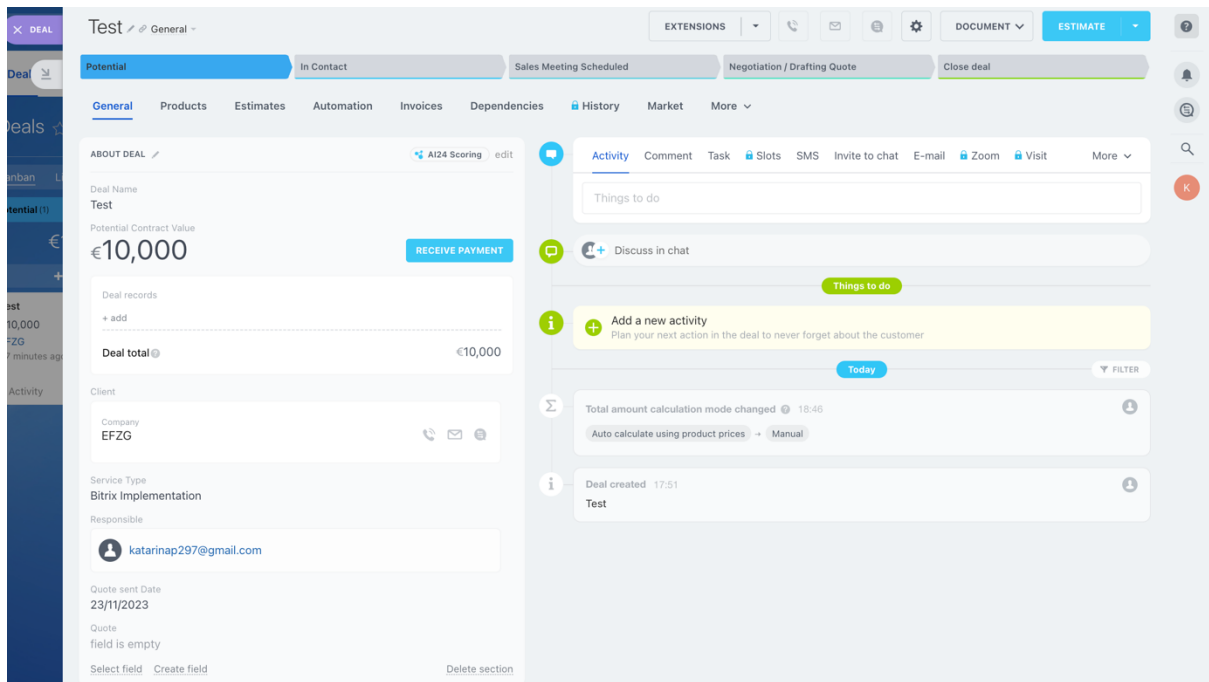 DEAL
Test General
EXTENSIONS
DOCUMENT
ESTIMATE
Deal
Deals
Potential
In Contact
Sales Meeting Scheduled
Negotiation / Drafting Quote
Close deal
General Products Estimates Automation Invoices Dependencies History Market More
ABOUT DEAL
AI24 Scoring edit
Deal Name
Test
Potential Contract Value
€10,000
RECEIVE PAYMENT
Deal records
+ add
Deal total €10,000
Client
Company
EFZG
Service Type
Bitrix Implementation
Responsible
katarinap297@gmail.com
Quote sent Date
23/11/2023
Quote
field is empty
Select field Create field Delete section
Activity Comment Task Slots SMS Invite to chat E-mail Zoom Visit More
Things to do
Discuss in chat
Things to do
Add a new activity
Plan your next action in the deal to never forget about the customer
Today
FILTER
Total amount calculation mode changed 18:46
Auto calculate using product prices → Manual
Deal created 17:51
Test
K
anban
tential (1)
€
+
est
10,000
FZG
7 minutes ago
Activity